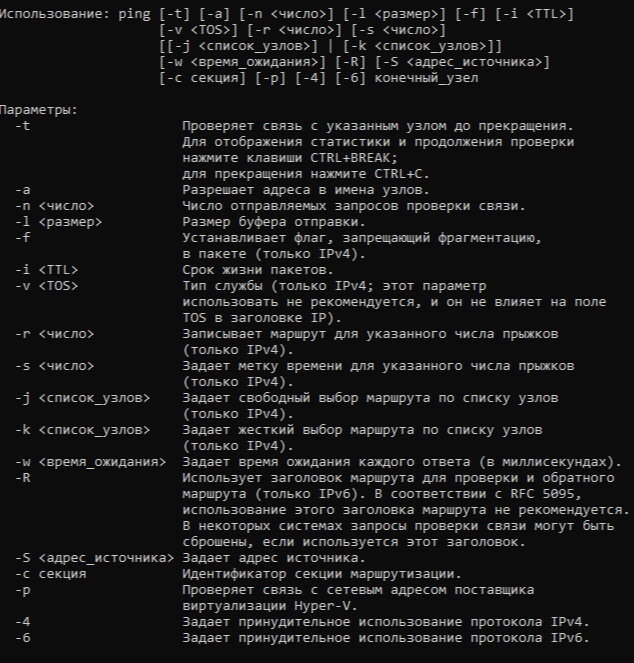 Использование: ping [-t] [-a] [-n <число>] [-l <размер>] [-f] [-i <TTL>]
[-v <TOS>] [-r <число>] [-s <число>]
[[-j <список_узлов>] | [-k <список_узлов>]]
[-w <время_ожидания>] [-R] [-S <адрес_источника>]
[-c секция] [-p] [-4] [-6] конечный_узел
Параметры:
-t Проверяет связь с указанным узлом до прекращения.
Для отображения статистики и продолжения проверки
нажмите клавиши CTRL+BREAK;
для прекращения нажмите CTRL+C.
-a Разрешает адреса в имена узлов.
-n <число> Число отправляемых запросов проверки связи.
-l <размер> Размер буфера отправки.
-f Устанавливает флаг, запрещающий фрагментацию,
в пакете (только IPv4).
-i <TTL> Срок жизни пакетов.
-v <TOS> Тип службы (только IPv4; этот параметр
использовать не рекомендуется, и он не влияет на поле
TOS в заголовке IP).
-r <число> Записывает маршрут для указанного числа прыжков
(только IPv4).
-s <число> Задает метку времени для указанного числа прыжков
(только IPv4).
-j <список_узлов> Задает свободный выбор маршрута по списку узлов
(только IPv4).
-k <список_узлов> Задает жесткий выбор маршрута по списку узлов
(только IPv4).
-w <время_ожидания> Задает время ожидания каждого ответа (в миллисекундах).
-R Использует заголовок маршрута для проверки и обратного
маршрута (только IPv6). В соответствии с RFC 5095,
использование этого заголовка маршрута не рекомендуется.
В некоторых системах запросы проверки связи могут быть
сброшены, если используется этот заголовок.
-S <адрес_источника> Задает адрес источника.
-c секция Идентификатор секции маршрутизации.
-p Проверяет связь с сетевым адресом поставщика
виртуализации Hyper-V.
-4 Задает принудительное использование протокола IPv4.
-6 Задает принудительное использование протокола IPv6.